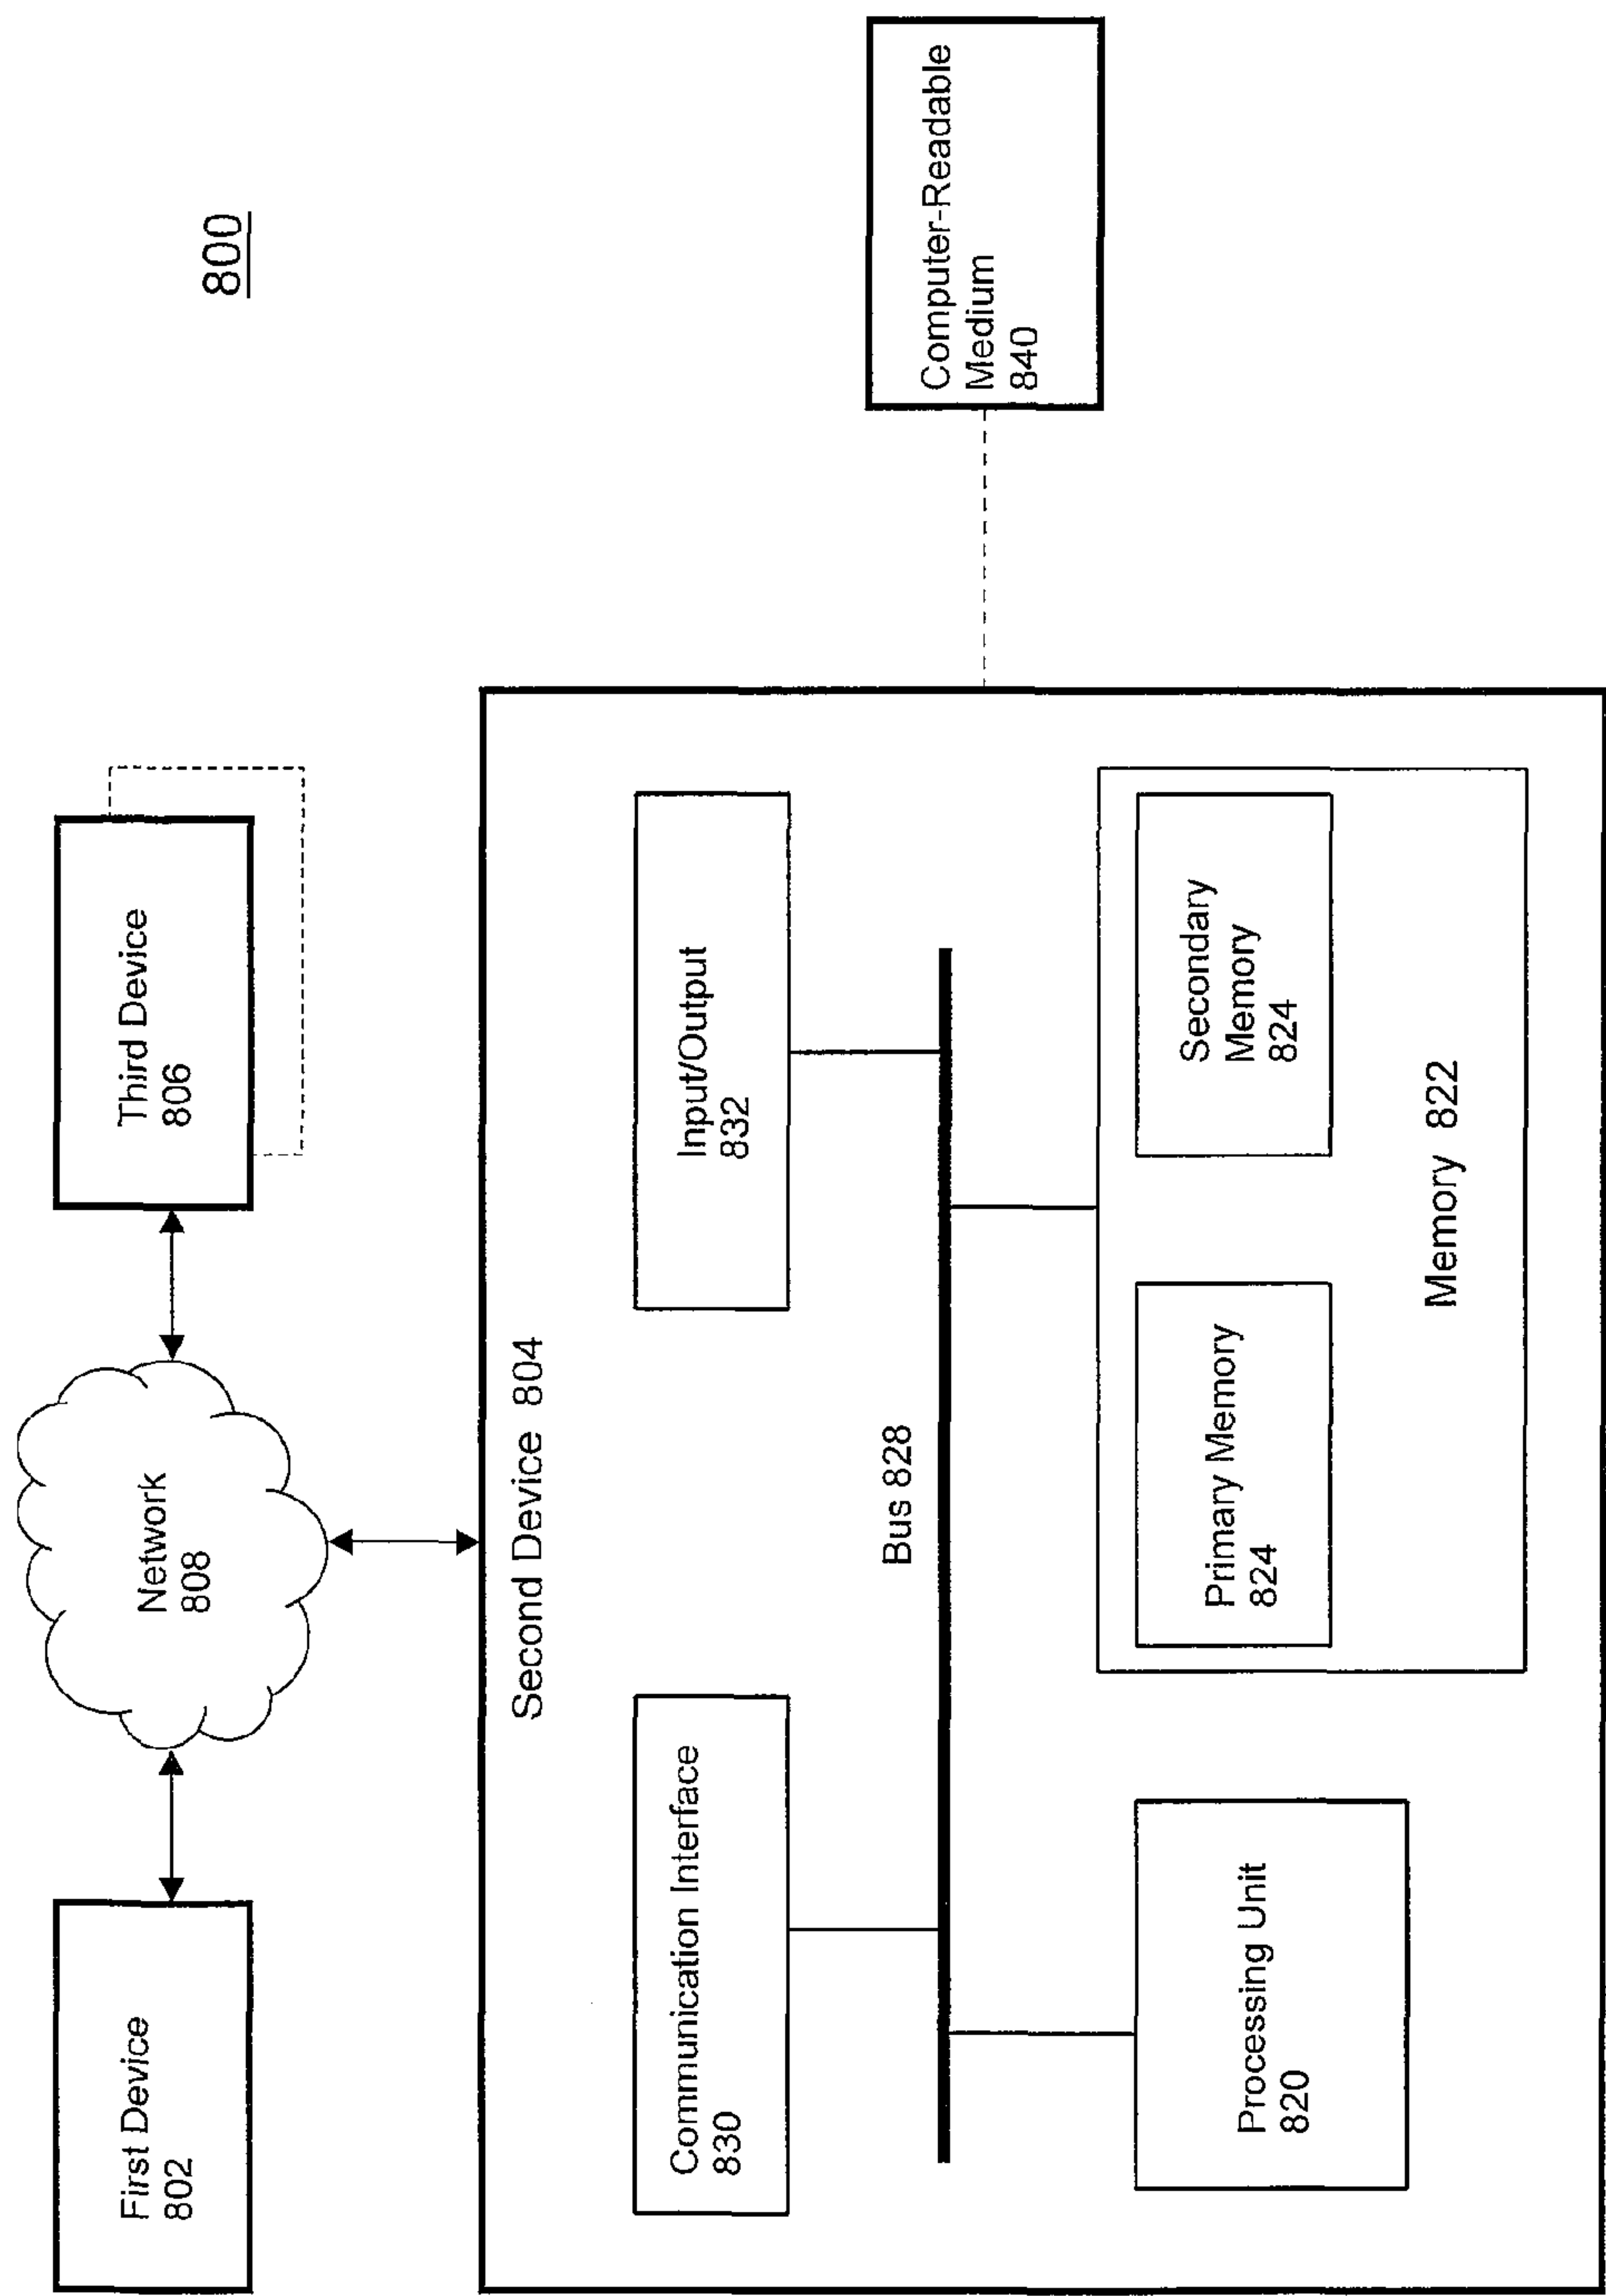 800
First Device
802
Network
808
Third Device
806
Second Device 804
Communication Interface
830
Input/Output
832
Bus 828
Processing Unit
820
Primary Memory
824
Secondary
Memory
824
Memory 822
Computer-Readable
Medium
840